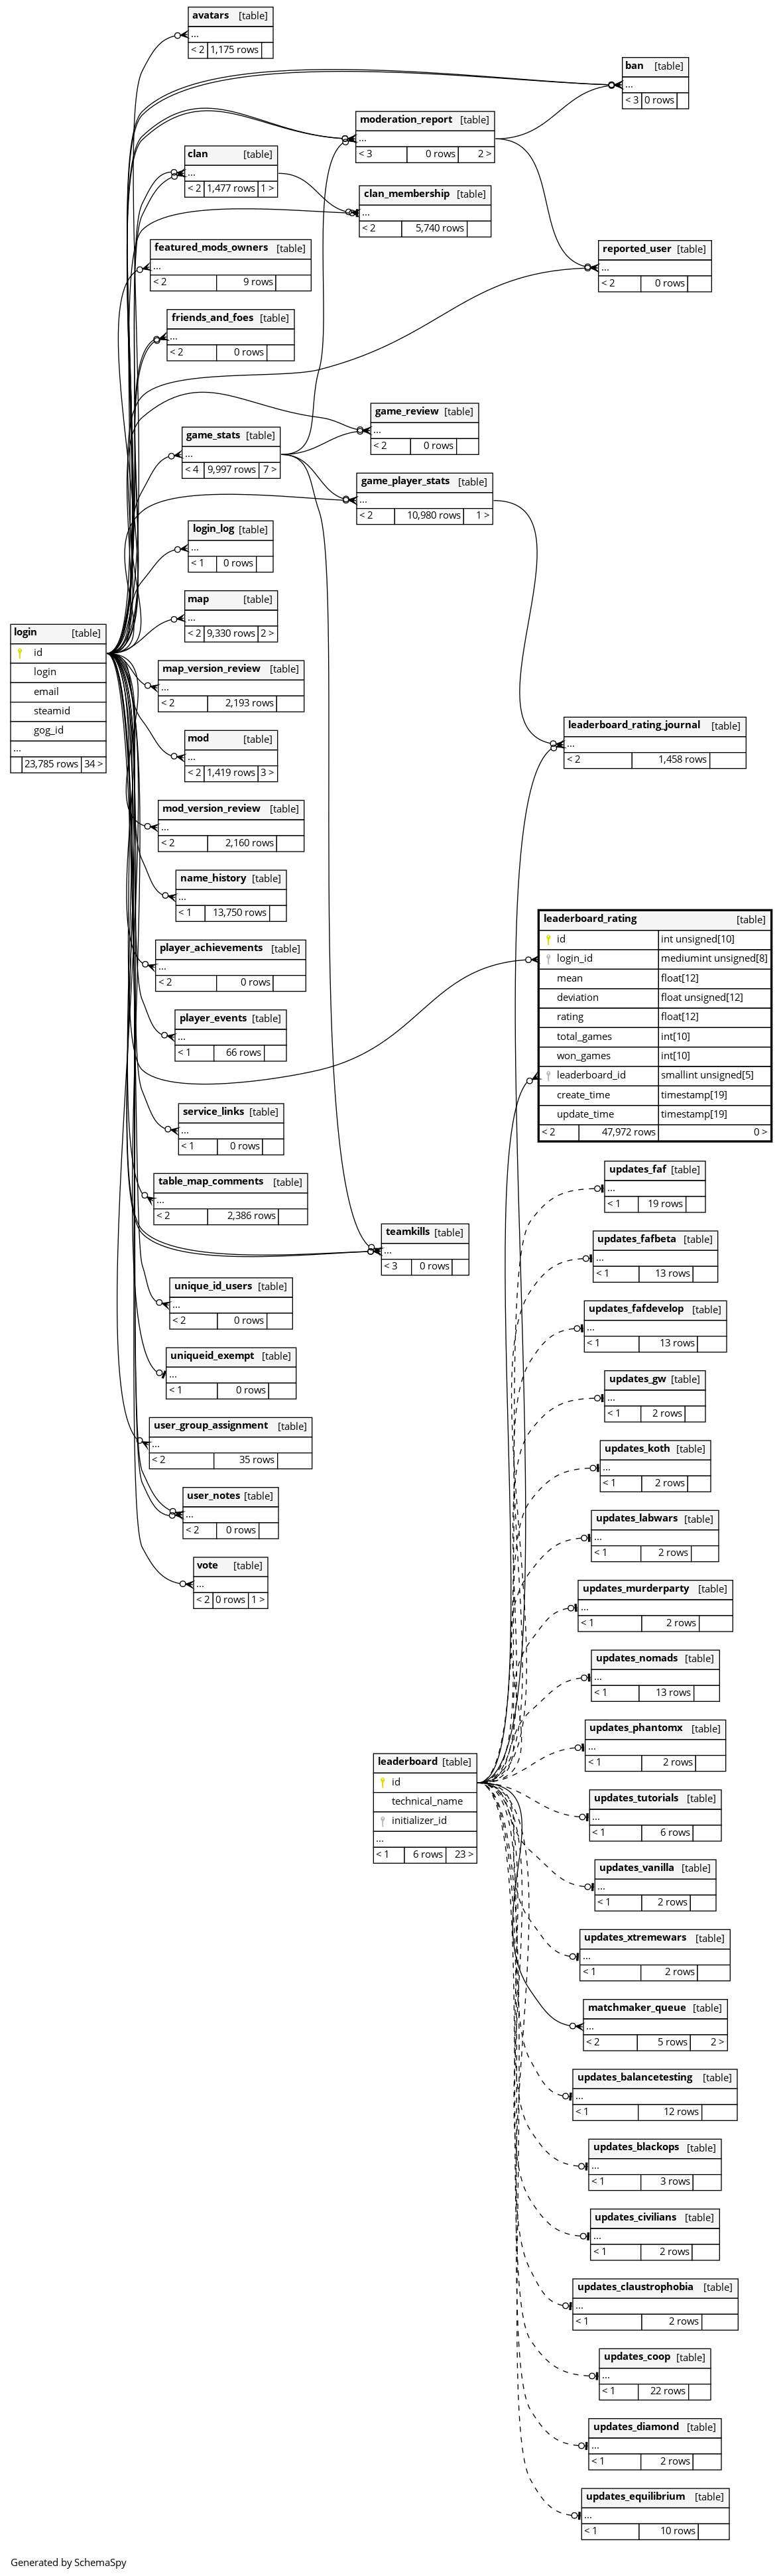 avatars [table]
...
< 2 1,175 rows
ban [table]
...
< 3 0 rows
moderation_report [table]
...
< 3 0 rows 2 >
clan [table]
...
< 2 1,477 rows 1 >
clan_membership [table]
...
< 2 5,740 rows
featured_mods_owners [table]
...
< 2 9 rows
reported_user [table]
...
< 2 0 rows
friends_and_foes [table]
...
< 2 0 rows
game_review [table]
...
< 2 0 rows
game_stats [table]
...
< 4 9,997 rows 7 >
game_player_stats [table]
...
< 2 10,980 rows 1 >
login_log [table]
...
< 1 0 rows
map [table]
...
< 2 9,330 rows 2 >
login [table]
id
login
email
steamid
gog_id
...
23,785 rows 34 >
map_version_review [table]
...
< 2 2,193 rows
leaderboard_rating_journal [table]
...
< 2 1,458 rows
mod [table]
...
< 2 1,419 rows 3 >
mod_version_review [table]
...
< 2 2,160 rows
name_history [table]
...
< 1 13,750 rows
leaderboard_rating [table]
id int unsigned[10]
login_id mediumint unsigned[8]
mean float[12]
deviation float unsigned[12]
rating float[12]
total_games int[10]
won_games int[10]
leaderboard_id smallint unsigned[5]
create_time timestamp[19]
update_time timestamp[19]
< 2 47,972 rows 0 >
player_achievements [table]
...
< 2 0 rows
player_events [table]
...
< 1 66 rows
service_links [table]
...
< 1 0 rows
table_map_comments [table]
...
< 2 2,386 rows
updates_faf [table]
...
< 1 19 rows
teamkills [table]
...
< 3 0 rows
updates_fafbeta [table]
...
< 1 13 rows
unique_id_users [table]
...
< 2 0 rows
updates_fafdevelop [table]
...
< 1 13 rows
uniqueid_exempt [table]
...
< 1 0 rows
updates_gw [table]
...
< 1 2 rows
user_group_assignment [table]
...
< 2 35 rows
updates_koth [table]
...
< 1 2 rows
user_notes [table]
...
< 2 0 rows
updates_labwars [table]
...
< 1 2 rows
vote [table]
...
< 2 0 rows 1 >
updates_murderparty [table]
...
< 1 2 rows
updates_nomads [table]
...
< 1 13 rows
updates_phantomx [table]
...
< 1 2 rows
leaderboard [table]
id
technical_name
initializer_id
...
< 1 6 rows 23 >
updates_tutorials [table]
...
< 1 6 rows
updates_vanilla [table]
...
< 1 2 rows
updates_xtremewars [table]
...
< 1 2 rows
matchmaker_queue [table]
...
< 2 5 rows 2 >
updates_balancetesting [table]
...
< 1 12 rows
updates_blackops [table]
...
< 1 3 rows
updates_civilians [table]
...
< 1 2 rows
updates_claustrophobia [table]
...
< 1 2 rows
updates_coop [table]
...
< 1 22 rows
updates_diamond [table]
...
< 1 2 rows
updates_equilibrium [table]
...
< 1 10 rows
Generated by SchemaSpy